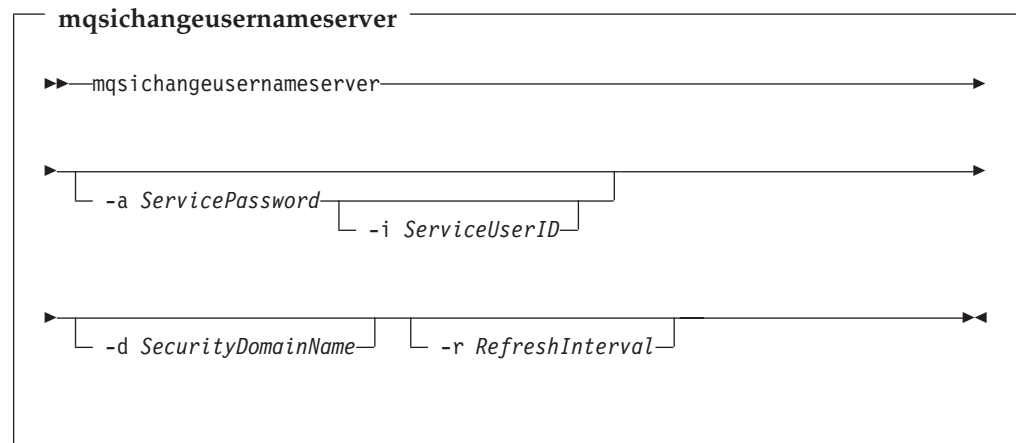 mqsichangeusernameserver
mqsichangeusernameserver
-a ServicePassword
-i ServiceUserID
-d SecurityDomainName -r RefreshInterval